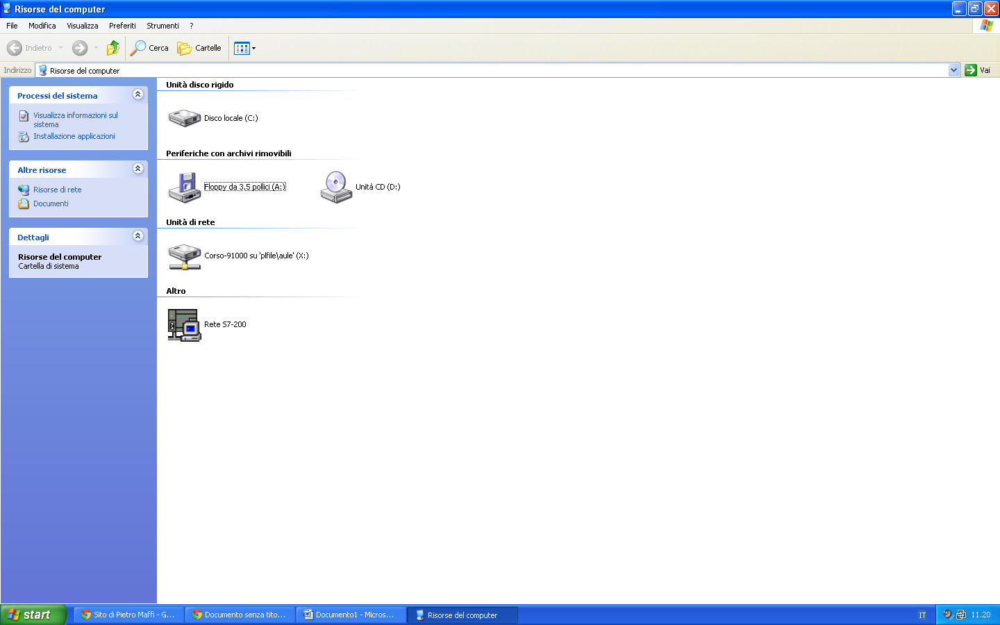 Risorse del computer
File Modifica Visualizza Preferiti Strumenti ?
Indietro Cerca Cartelle
Indirizzo Risorse del computer Vai
Processi del sistema
Visualizza informazioni sul
sistema
Installazione applicazioni
Altre risorse
Risorse di rete
Documenti
Dettagli
Risorse del computer
Cartella di sistema
Unità disco rigido
Disco locale (C:)
Periferiche con archivi rimovibili
Floppy da 3,5 pollici (A:) Unità CD (D:)
Unità di rete
Corso-91000 su 'plfile\aule' (X:)
Altro
Rete S7-200
start Sito di Pietro Maffi - G... Documento senza tito... Documento1 - Micros... Risorse del computer IT 11.20